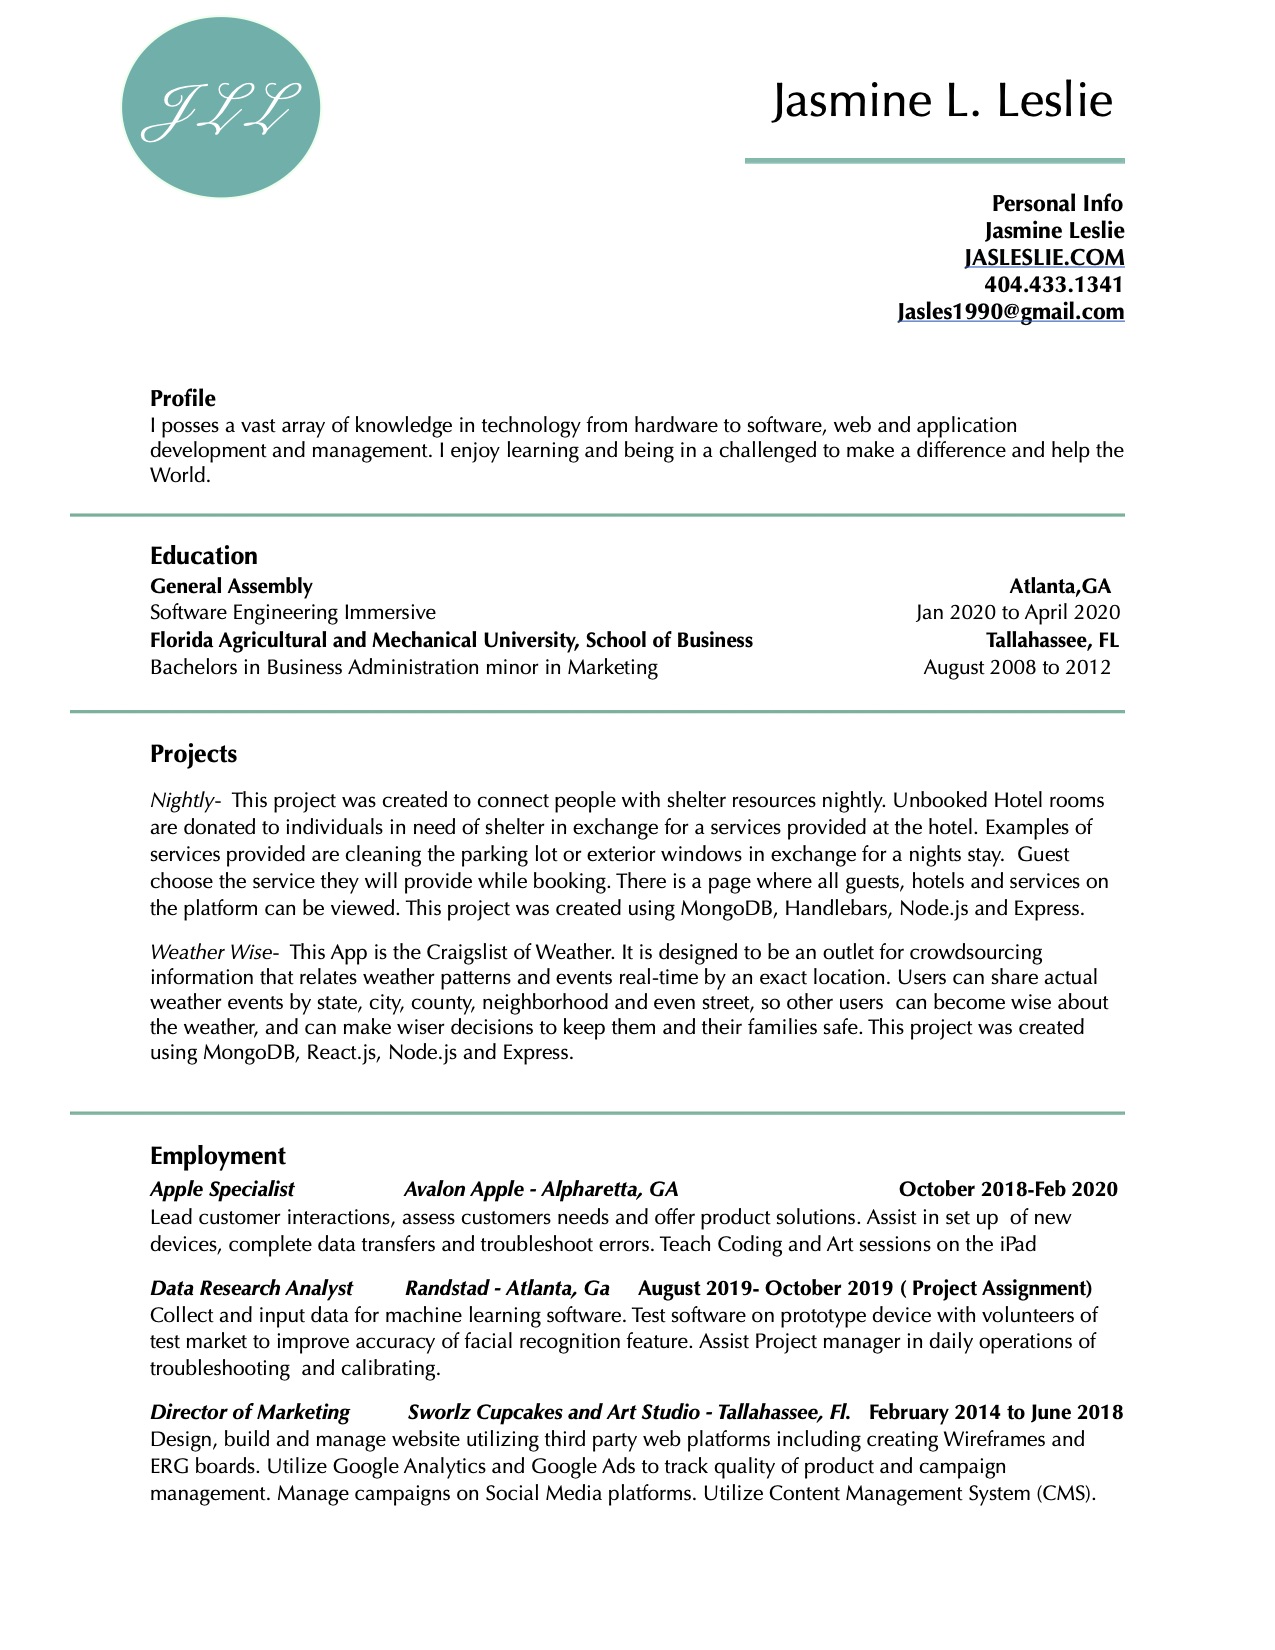 JLL
Jasmine L. Leslie
Personal Info
Jasmine Leslie
JASLESLIE.COM
404.433.1341
Jasles1990@gmail.com
Profile
I posses a vast array of knowledge in technology from hardware to software, web and application
development and management. I enjoy learning and being in a challenged to make a difference and help the
World.
Education
General Assembly Atlanta,GA
Software Engineering Immersive Jan 2020 to April 2020
Florida Agricultural and Mechanical University, School of Business Tallahassee, FL
Bachelors in Business Administration minor in Marketing August 2008 to 2012
Projects
Nightly- This project was created to connect people with shelter resources nightly. Unbooked Hotel rooms
are donated to individuals in need of shelter in exchange for a services provided at the hotel. Examples of
services provided are cleaning the parking lot or exterior windows in exchange for a nights stay. Guest
choose the service they will provide while booking. There is a page where all guests, hotels and services on
the platform can be viewed. This project was created using MongoDB, Handlebars, Node.js and Express.
Weather Wise- This App is the Craigslist of Weather. It is designed to be an outlet for crowdsourcing
information that relates weather patterns and events real-time by an exact location. Users can share actual
weather events by state, city, county, neighborhood and even street, so other users can become wise about
the weather, and can make wiser decisions to keep them and their families safe. This project was created
using MongoDB, React.js, Node.js and Express.
Employment
Apple Specialist Avalon Apple - Alpharetta, GA October 2018-Feb 2020
Lead customer interactions, assess customers needs and offer product solutions. Assist in set up of new
devices, complete data transfers and troubleshoot errors. Teach Coding and Art sessions on the iPad
Data Research Analyst Randstad - Atlanta, Ga August 2019- October 2019 ( Project Assignment)
Collect and input data for machine learning software. Test software on prototype device with volunteers of
test market to improve accuracy of facial recognition feature. Assist Project manager in daily operations of
troubleshooting and calibrating.
Director of Marketing Sworlz Cupcakes and Art Studio - Tallahassee, Fl. February 2014 to June 2018
Design, build and manage website utilizing third party web platforms including creating Wireframes and
ERG boards. Utilize Google Analytics and Google Ads to track quality of product and campaign
management. Manage campaigns on Social Media platforms. Utilize Content Management System (CMS).